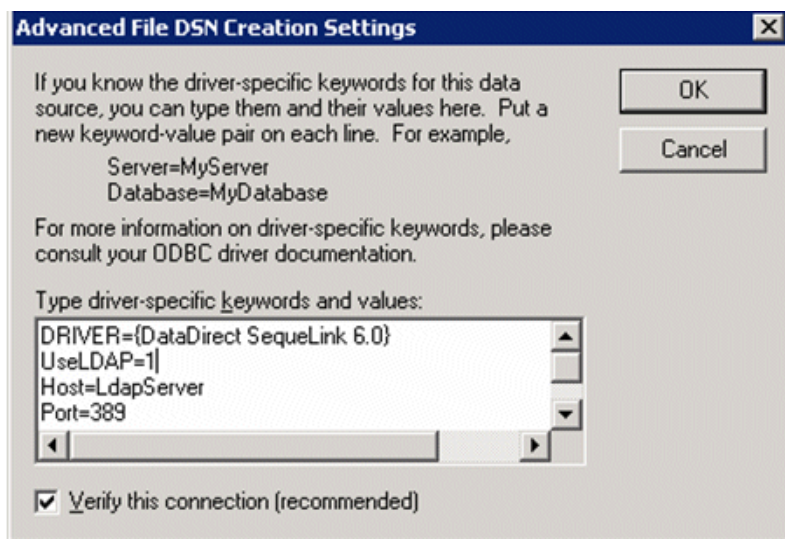 Advanced File DSN Creation Settings
If you know the driver-specific keywords for this data
source, you can type them and their values here. Put a
new keyword-value pair on each line. For example,
Server=MyServer
Database=MyDatabase
For more information on driver-specific keywords, please
consult your ODBC driver documentation.
Type driver-specific keywords and values:
DRIVER={DataDirect SequeLink 6.0}
UseLDAP=1
Host=LdapServer
Port=389
Verify this connection (recommended)
OK
Cancel